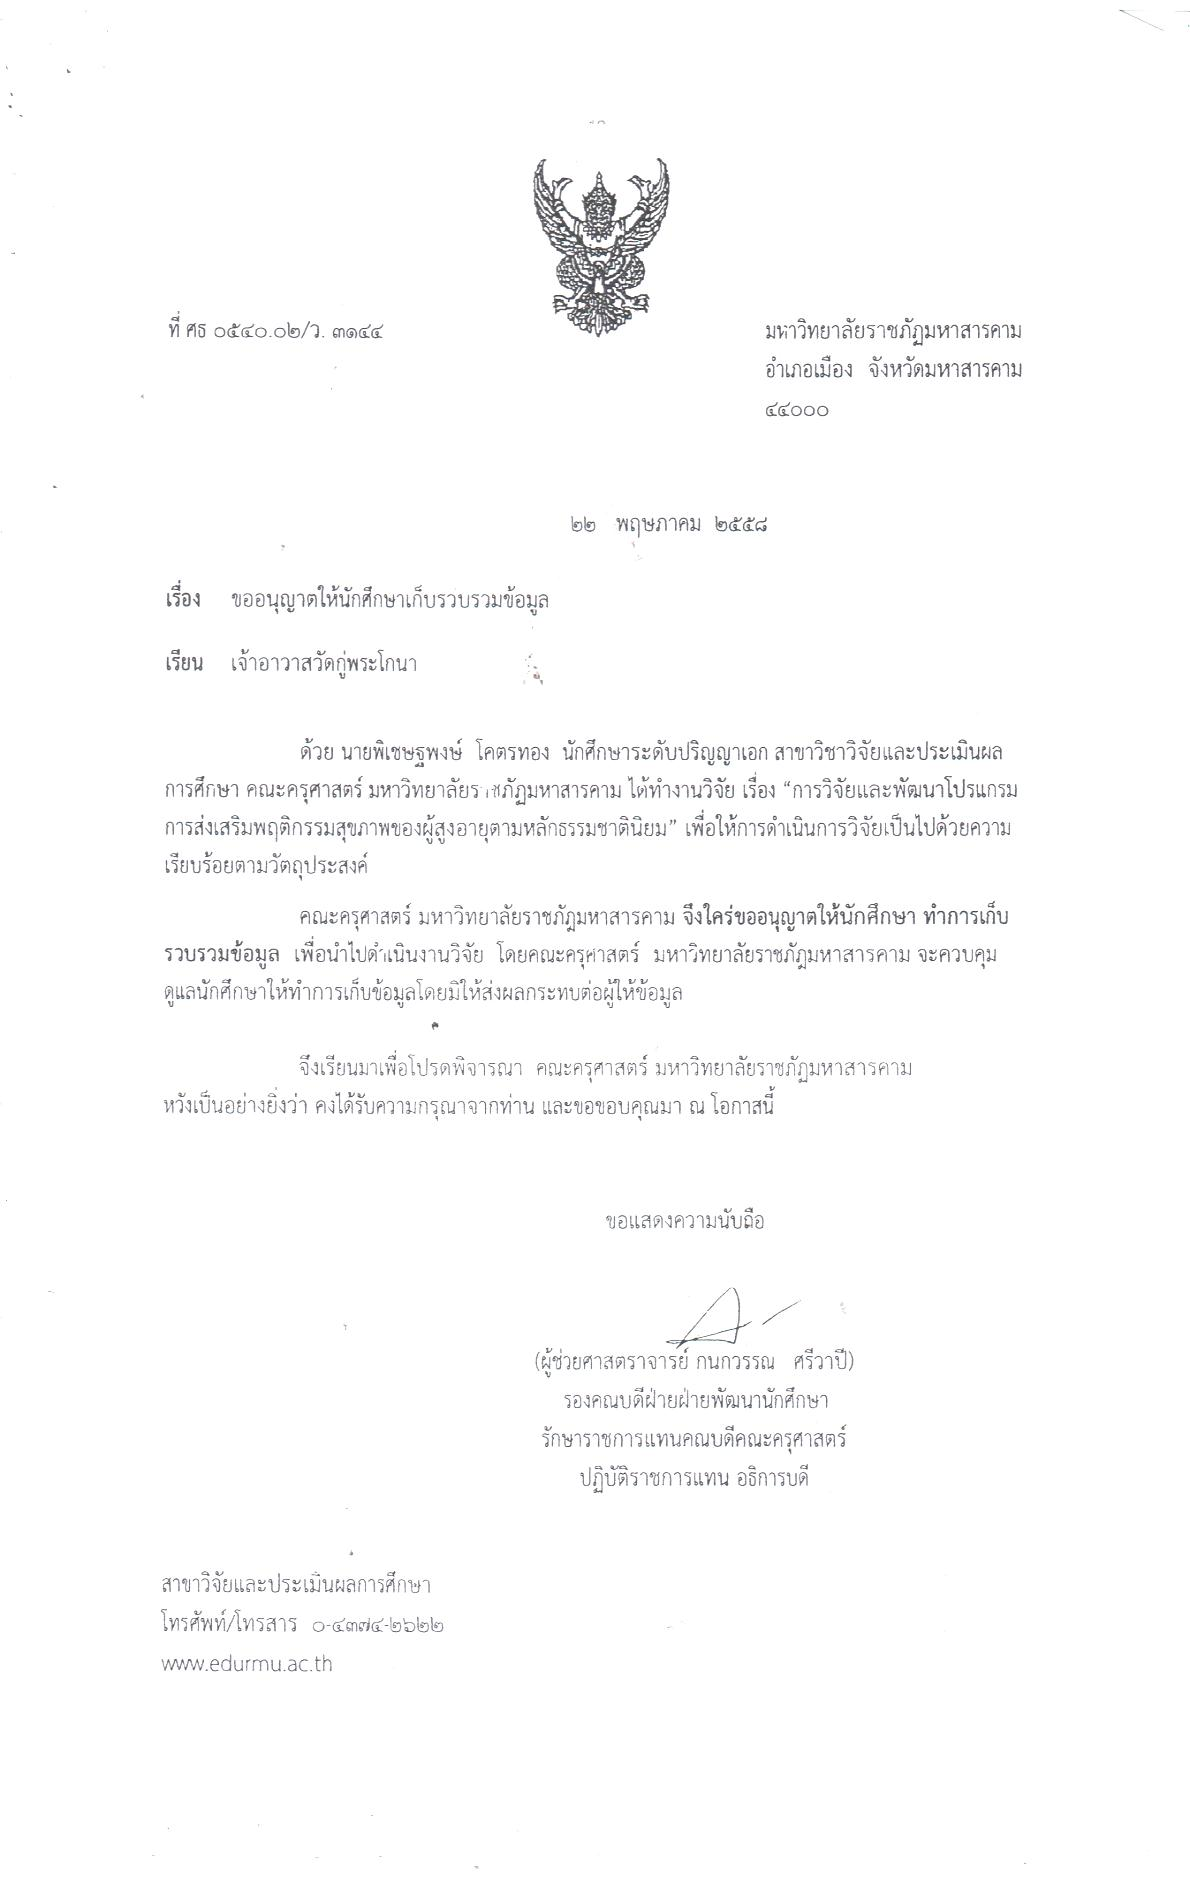 ที่ ศธ ๐๕๔๐.๐๒/ว. ๓๑๔๔
มหาวิทยาลัยราชภัฏมหาสารคาม
อำเภอเมือง จังหวัดมหาสารคาม
๔๔๐๐๐
๒๒ พฤษภาคม ๒๕๕๘
เรื่อง ขออนุญาตให้นักศึกษาเก็บรวบรวมข้อมูล
เรียน เจ้าอาวาสวัดกู่พระโกนา
ด้วย นายพิเชษฐพงษ์ โคตรทอง นักศึกษาระดับปริญญาเอก สาขาวิชาวิจัยและประเมินผล
การศึกษา คณะครุศาสตร์ มหาวิทยาลัยราชภัฏมหาสารคาม ได้ทำงานวิจัย เรื่อง “การวิจัยและพัฒนาโปรแกรม
การส่งเสริมพฤติกรรมสุขภาพของผู้สูงอายุตามหลักธรรมชาตินิยม” เพื่อให้การดำเนินการวิจัยเป็นไปด้วยความ
เรียบร้อยตามวัตถุประสงค์
คณะครุศาสตร์ มหาวิทยาลัยราชภัฏมหาสารคาม จึงใคร่ขออนุญาตให้นักศึกษา ทำการเก็บ
รวบรวมข้อมูล เพื่อนำไปดำเนินงานวิจัย โดยคณะครุศาสตร์ มหาวิทยาลัยราชภัฏมหาสารคาม จะควบคุม
ดูแลนักศึกษาให้ทำการเก็บข้อมูลโดยมิให้ส่งผลกระทบต่อผู้ให้ข้อมูล
จึงเรียนมาเพื่อโปรดพิจารณา คณะครุศาสตร์ มหาวิทยาลัยราชภัฏมหาสารคาม
หวังเป็นอย่างยิ่งว่า คงได้รับความกรุณาจากท่าน และขอขอบคุณมา ณ โอกาสนี้
ขอแสดงความนับถือ
(ผู้ช่วยศาสตราจารย์ กนกวรรณ ศรีวาปี)
รองคณบดีฝ่ายฝ่ายพัฒนานักศึกษา
รักษาราชการแทนคณบดีคณะครุศาสตร์
ปฏิบัติราชการแทน อธิการบดี
สาขาวิจัยและประเมินผลการศึกษา
โทรศัพท์/โทรสาร ๐-๔๓๗๔-๒๖๒๒
www.edurmu.ac.th